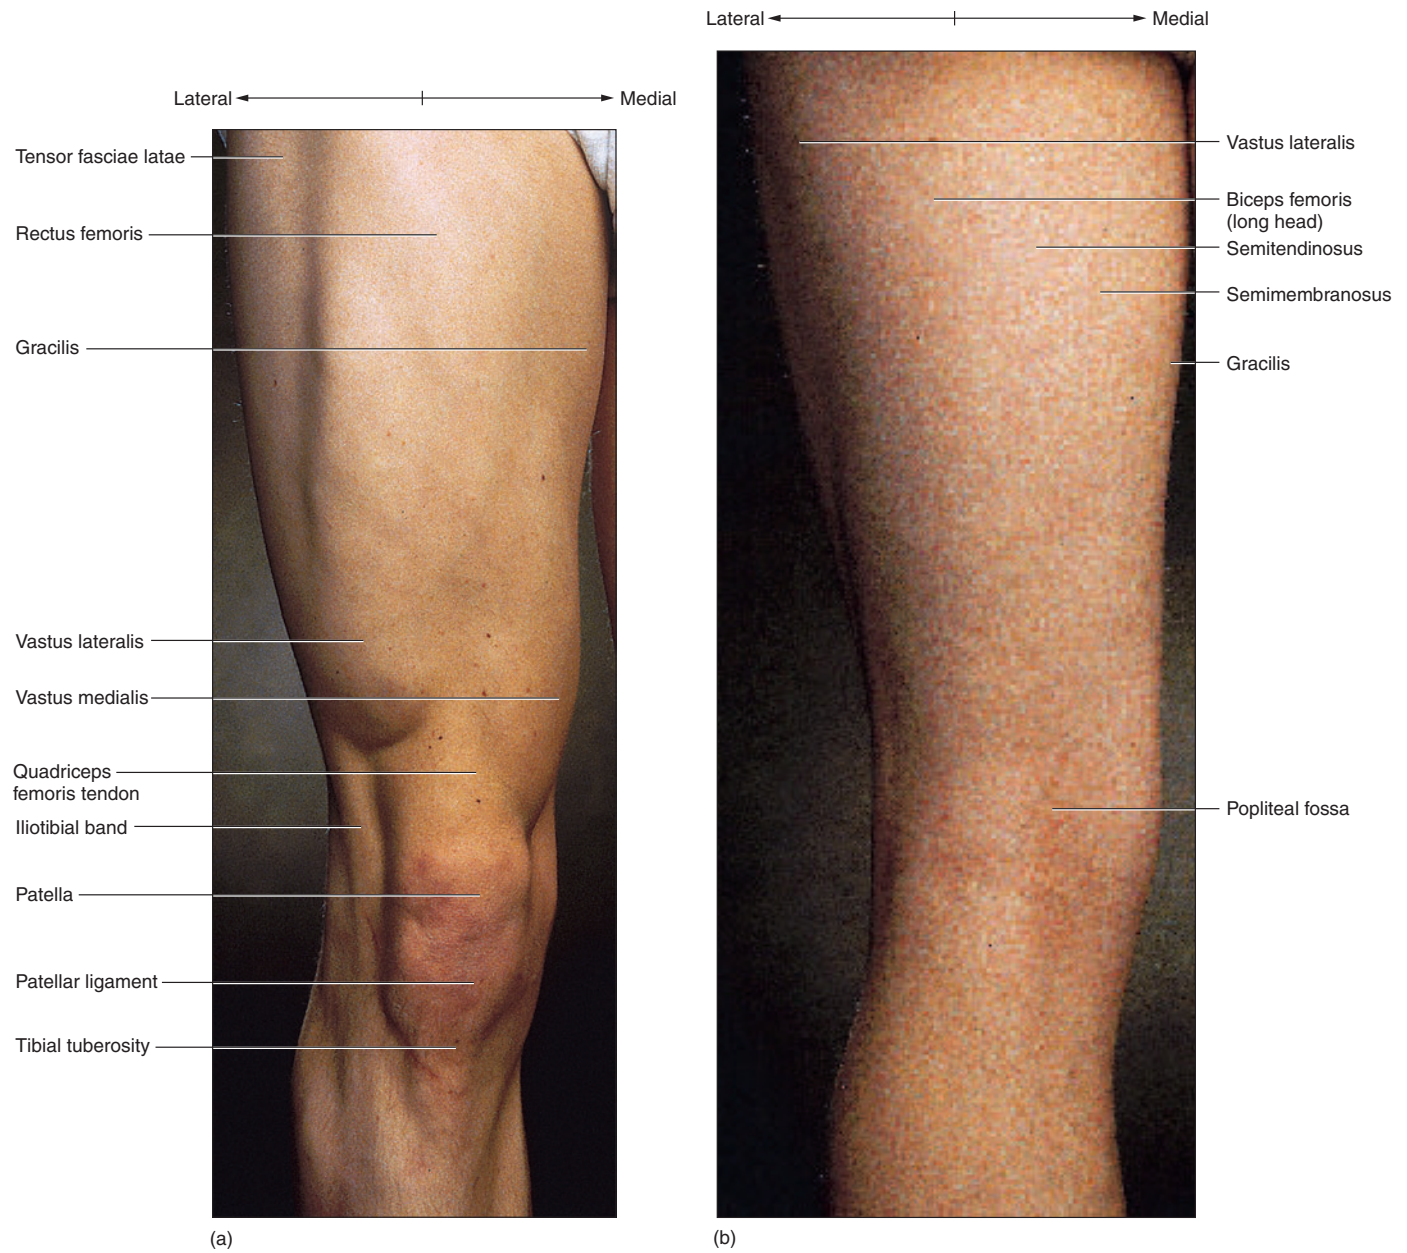 Lateral Medial
Tensor fasciae latae
Rectus femoris
Gracilis
Vastus lateralis
Vastus medialis
Quadriceps
femoris tendon
Iliotibial band
Patella
Patellar ligament
Tibial tuberosity
(a)
Lateral Medial
Vastus lateralis
Biceps femoris
(long head)
Semitendinosus
Semimembranosus
Gracilis
Popliteal fossa
(b)